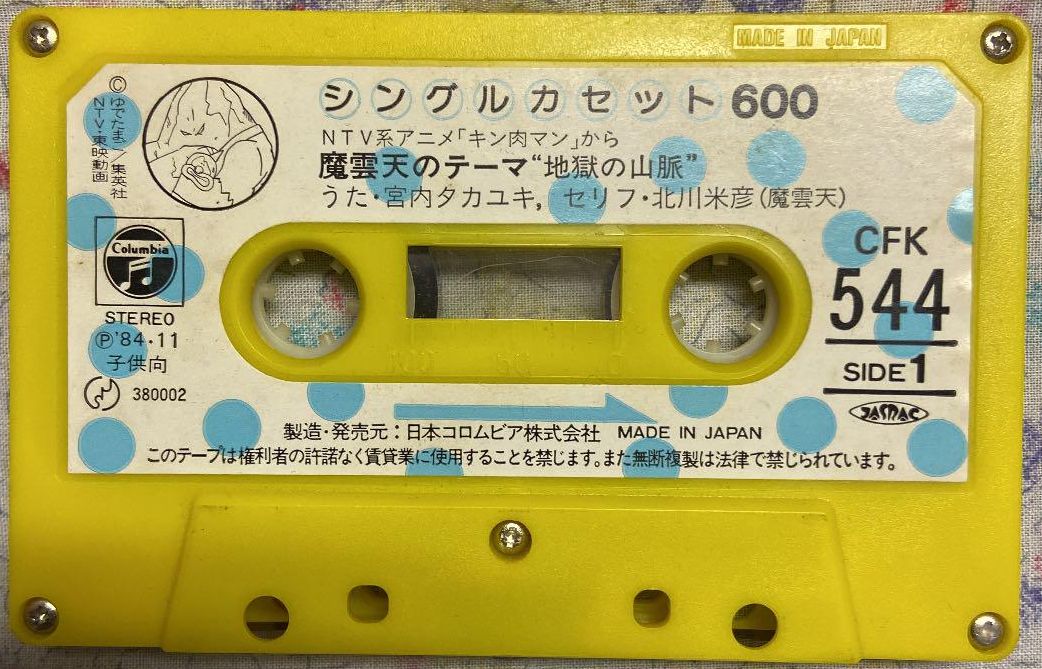 MADE IN JAPAN
©ゆでたまご/集英社
NTV・東映動画
シングルカセット600
NTV系アニメ「キン肉マン」から
魔雲天のテーマ“地獄の山脈”
うた・宮内タカユキ, セリフ・北川米彦(魔雲天)
Columbia
STEREO
Ⓟ'84・11
子供向
380002
CFK
544
SIDE 1
JASRAC
製造・発売元:日本コロムビア株式会社 MADE IN JAPAN
このテープは権利者の許諾なく賃貸業に使用することを禁じます。また無断複製は法律で禁じられています。